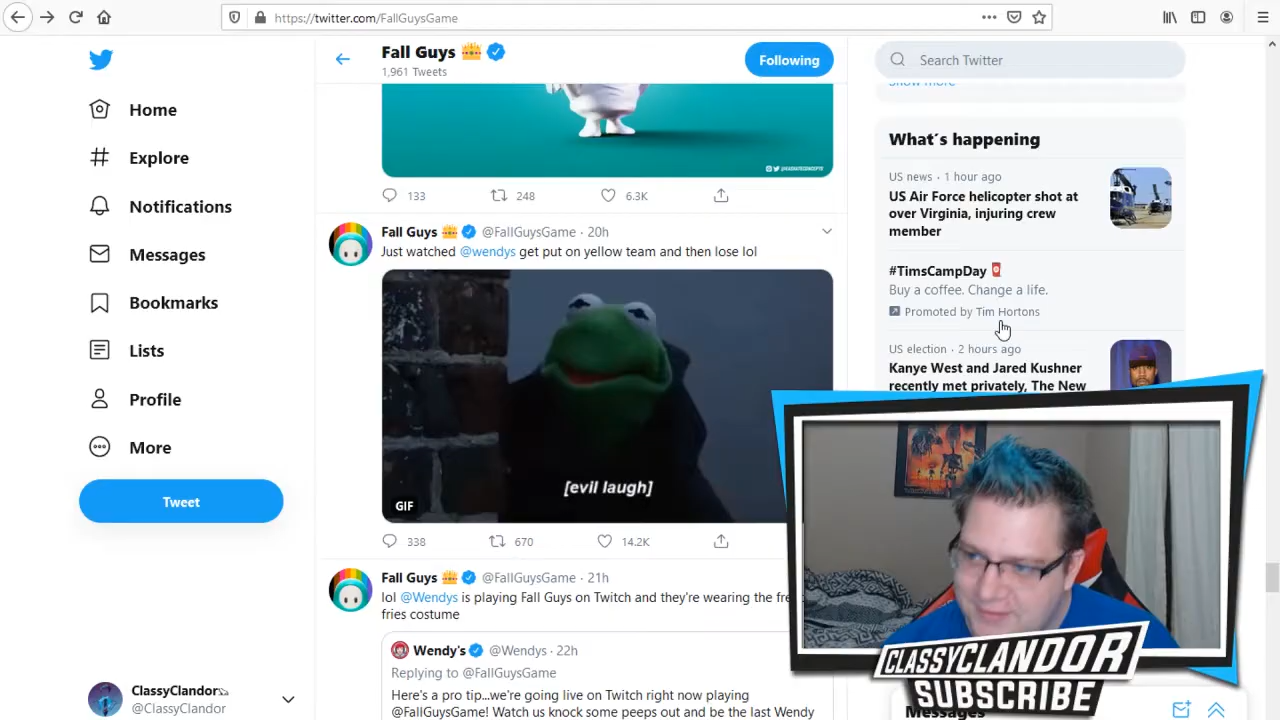 https://twitter.com/FallGuysGame
Home
Explore
Notifications
Messages
Bookmarks
Lists
Profile
More
Tweet
ClassyClandor
@ClassyClandor
Fall Guys
1,961 Tweets
Following
133 248 6.3K
Fall Guys @FallGuysGame · 20h
Just watched @wendys get put on yellow team and then lose lol
[evil laugh]
GIF
338 670 14.2K
Fall Guys @FallGuysGame · 21h
lol @Wendys is playing Fall Guys on Twitch and they're wearing the
fries costume
Wendy's @Wendys · 22h
Replying to @FallGuysGame
Here's a pro tip...we're going live on Twitch right now playing
@FallGuysGame! Watch us knock some peeps out and be the last Wendy
Search Twitter
Show more
What's happening
US news · 1 hour ago
US Air Force helicopter shot at
over Virginia, injuring crew
member
#TimsCampDay
Buy a coffee. Change a life.
Promoted by Tim Hortons
US election · 2 hours ago
Kanye West and Jared Kushner
recently met privately, The New
CLASSYCLANDOR
SUBSCRIBE
Messages